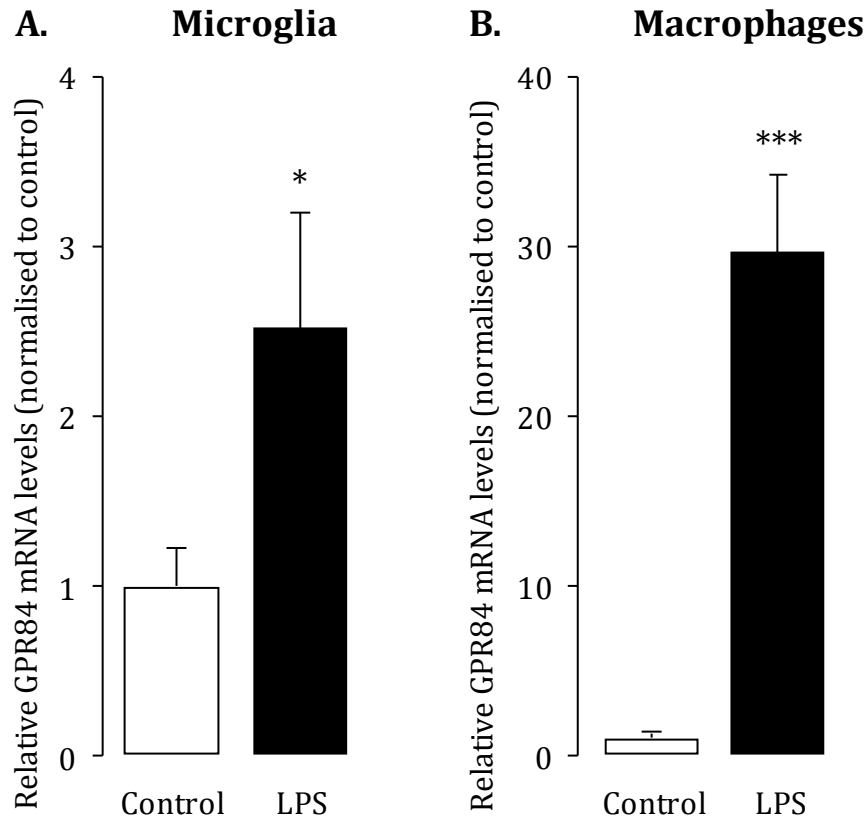 A.
Microglia
Relative GPR84 mRNA levels (normalised to control)
4
3
2
1
0
*
Control
LPS
B.
Macrophages
Relative GPR84 mRNA levels (normalised to control)
40
30
20
10
0
***
Control
LPS